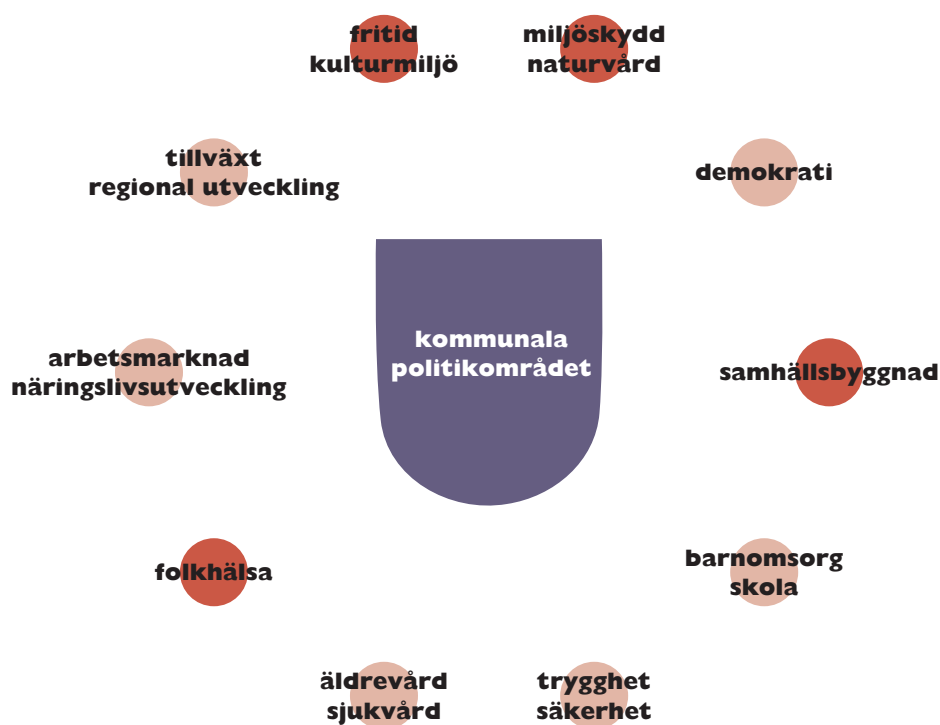 fritid
kulturmiljö
miljöskydd
naturvård
tillväxt
regional utveckling
demokrati
kommunala
politikområdet
arbetsmarknad
näringslivsutveckling
samhällsbyggnad
folkhälsa
barnomsorg
skola
äldrevård
sjukvård
trygghet
säkerhet